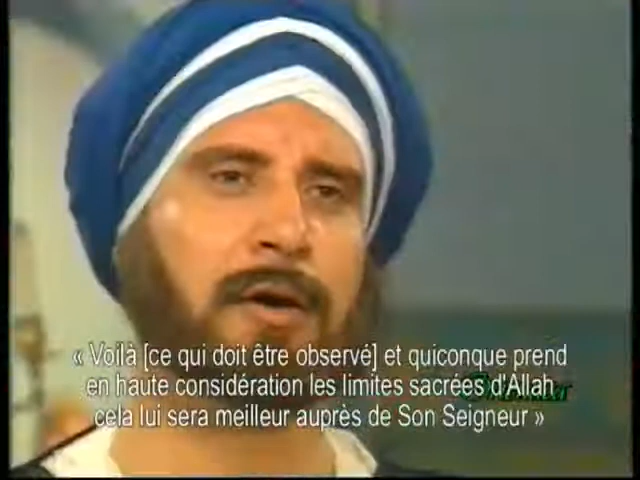 « Voilà [ce qui doit être observé] et quiconque prend
en haute considération les limites sacrées d'Allah
cela lui sera meilleur auprès de Son Seigneur »